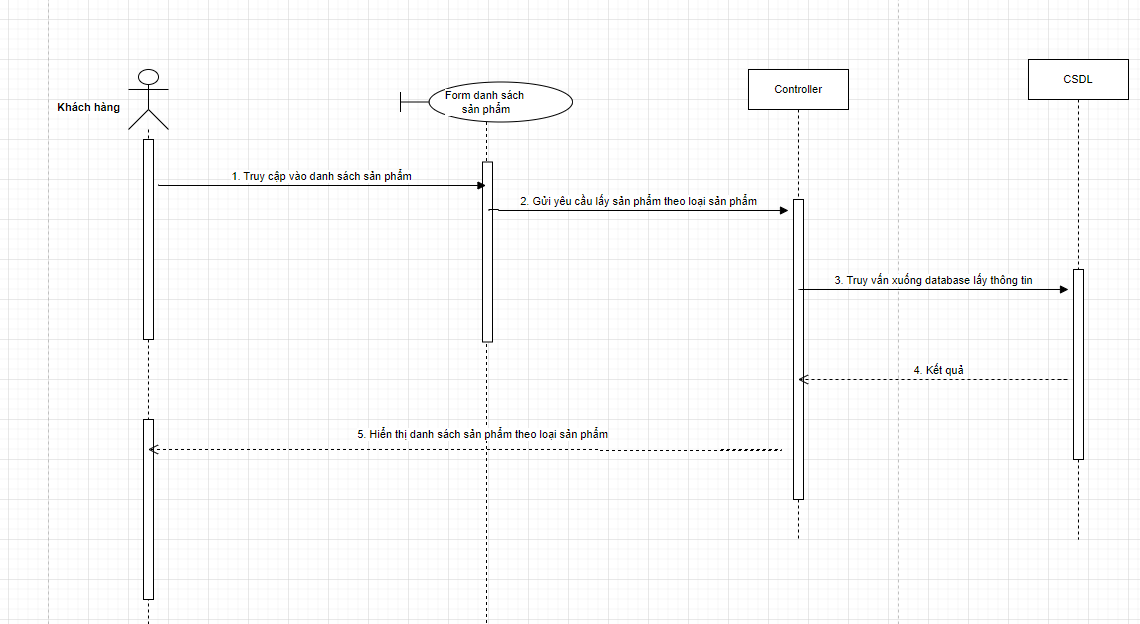 Khách hàng
Form danh sách
sản phẩm
Controller
CSDL
1. Truy cập vào danh sách sản phẩm
2. Gửi yêu cầu lấy sản phẩm theo loại sản phẩm
3. Truy vấn xuống database lấy thông tin
4. Kết quả
5. Hiển thị danh sách sản phẩm theo loại sản phẩm